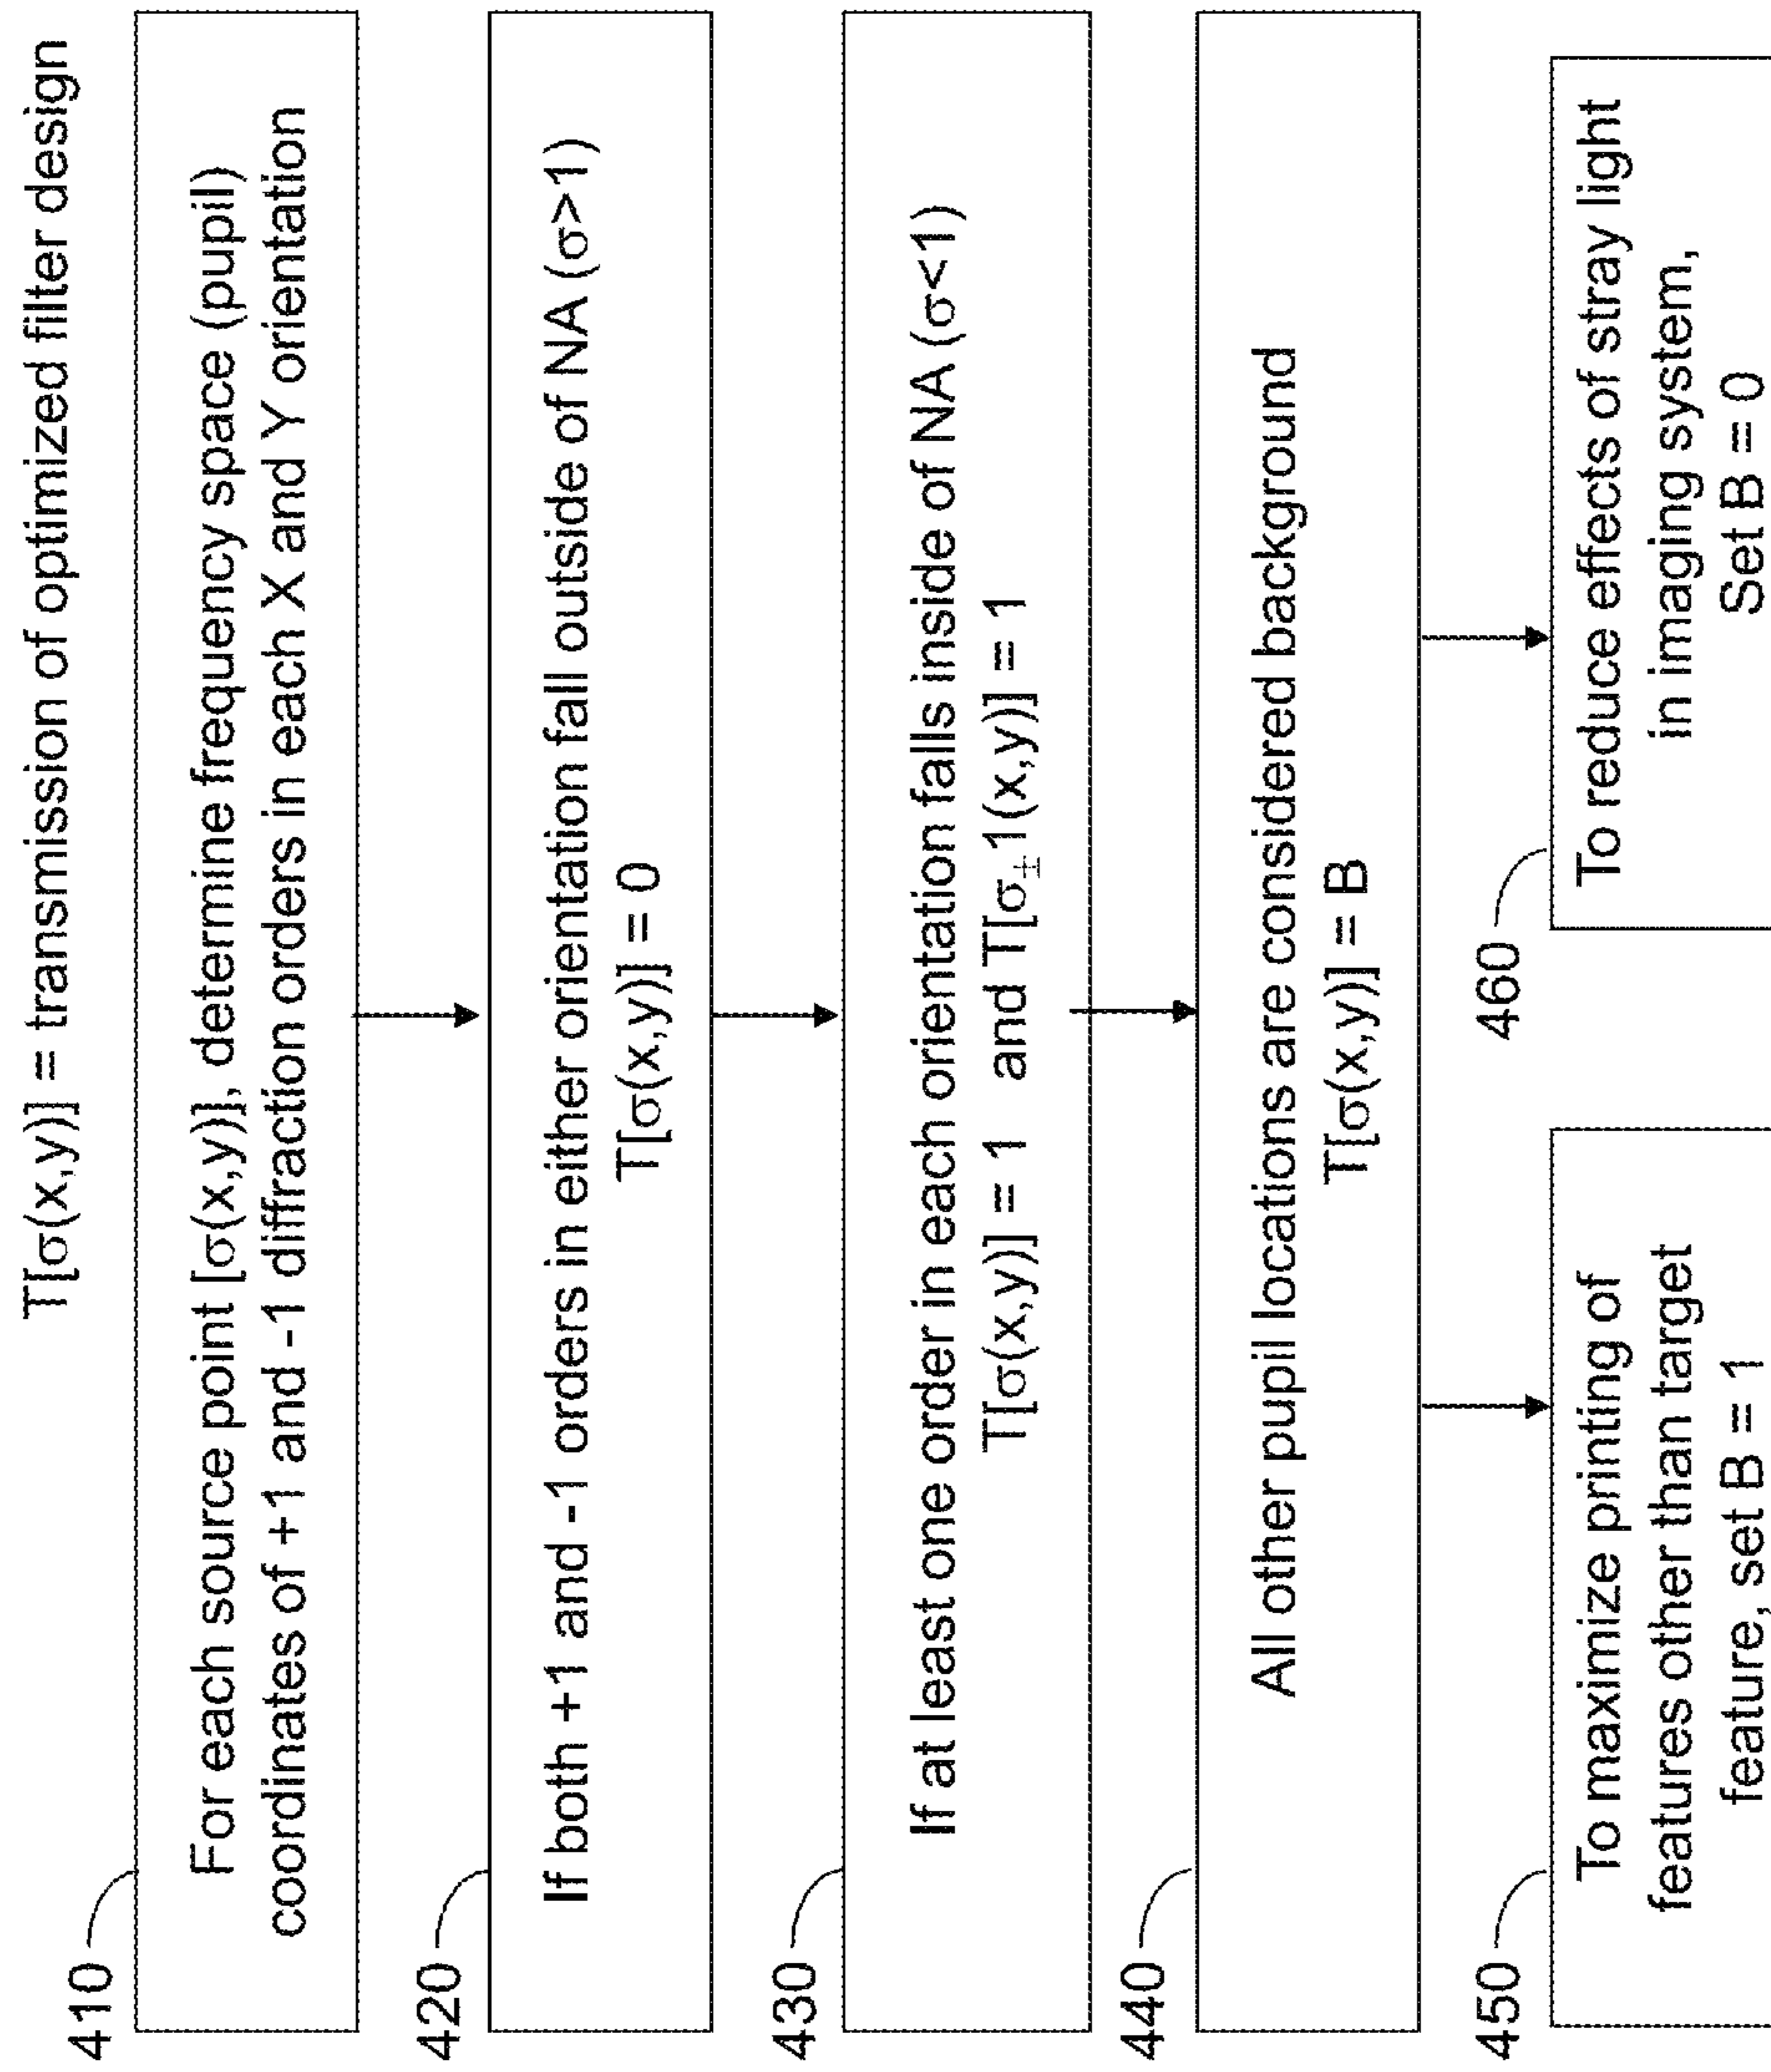 T[σ(x,y)] = transmission of optimized filter design
410
For each source point [σ(x,y)], determine frequency space (pupil)
coordinates of +1 and -1 diffraction orders in each X and Y orientation
420
If both +1 and -1 orders in either orientation fall outside of NA (σ>1)
T[σ(x,y)] = 0
430
If at least one order in each orientation falls inside of NA (σ<1)
T[σ(x,y)] = 1 and T[σ±1(x,y)] = 1
440
All other pupil locations are considered background
T[σ(x,y)] = B
450
To maximize printing of
features other than target
feature, set B = 1
460
To reduce effects of stray light
in imaging system,
Set B = 0